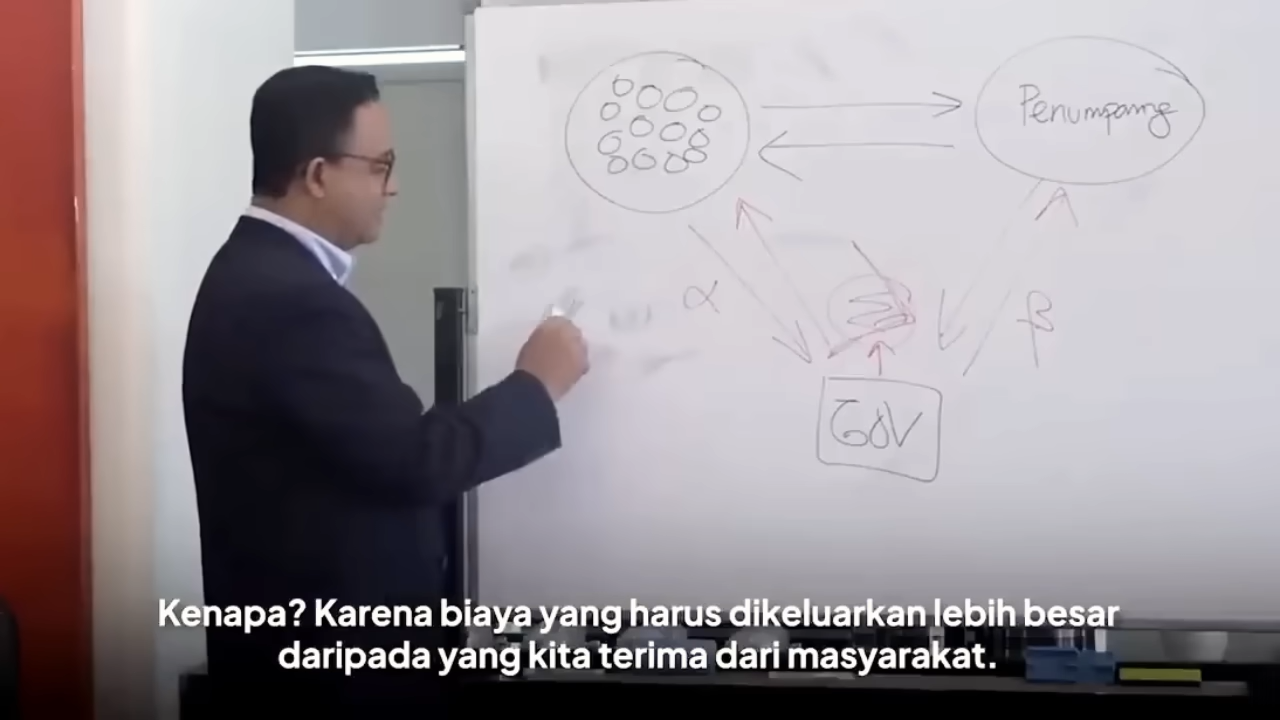 Penumpang
α
β
GOV
Kenapa? Karena biaya yang harus dikeluarkan lebih besar
daripada yang kita terima dari masyarakat.